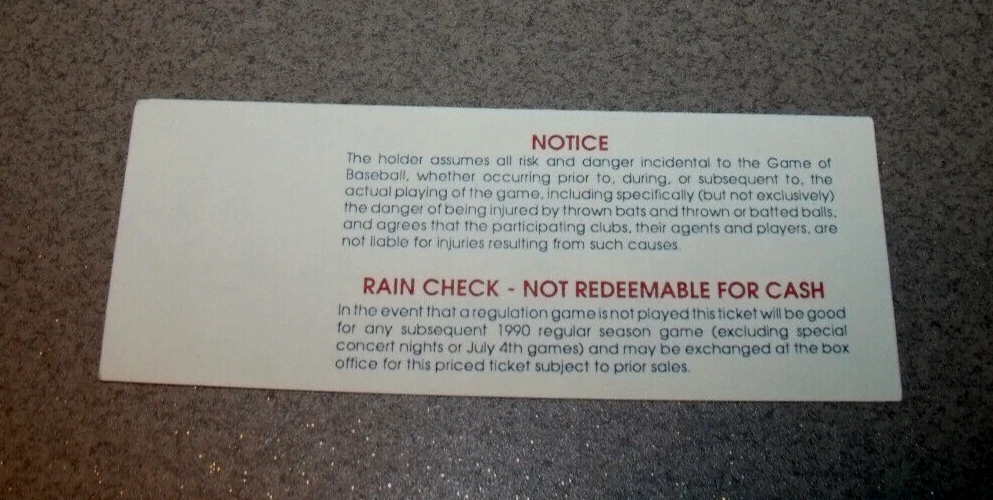 NOTICE
The holder assumes all risk and danger incidental to the Game of
Baseball, whether occurring prior to, during, or subsequent to, the
actual playing of the game, including specifically (but not exclusively)
the danger of being injured by thrown bats and thrown or batted balls,
and agrees that the participating clubs, their agents and players, are
not liable for injuries resulting from such causes.
RAIN CHECK - NOT REDEEMABLE FOR CASH
In the event that a regulation game is not played this ticket will be good
for any subsequent 1990 regular season game (excluding special
concert nights or July 4th games) and may be exchanged at the box
office for this priced ticket subject to prior sales.